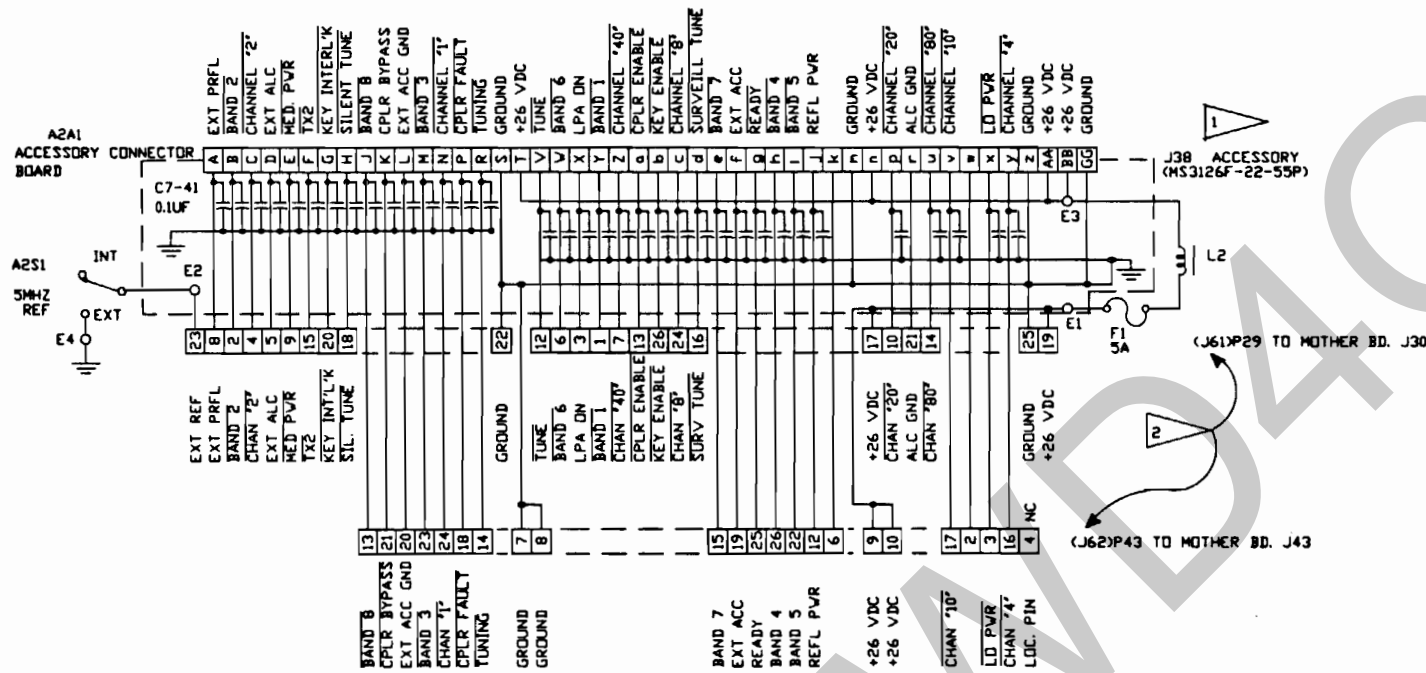 EXT PRFL
BAND 2
CHANNEL "2"
EXT ALC
MED. PWR
TX2
KEY INTERL'K
SILENT TUNE
BAND 8
CPLR BYPASS
EXT ACC GND
BAND 3
CHANNEL "1"
CPLR FAULT
TUNING
GROUND
+26 VDC
TUNE
BAND 6
LPA ON
BAND 1
CHANNEL "40"
CPLR ENABLE
KEY ENABLE
CHANNEL "8"
SURVEILL TUNE
BAND 7
EXT ACC
READY
BAND 4
BAND 5
REFL PWR
GROUND
+26 VDC
CHANNEL "20"
ALC GND
CHANNEL "80"
CHANNEL "10"
LO PWR
CHANNEL "4"
GROUND
+26 VDC
+26 VDC
GROUND
1
A2A1
ACCESSORY CONNECTOR
BOARD
A B C D E F G H J K L M N P R S T V W X Y Z a b c d e f g h i j k m n p r u v w x y z AA BB GG
J38 ACCESSORY
(MS3126F-22-55P)
C7-41
0.1UF
E3
L2
A2S1
INT
E2
5MHZ
REF
EXT
E4
E1
F1
5A
23 8 2 4 5 9 15 20 18 22 12 6 3 1 7 13 26 24 16 17 10 21 14 25 19
(J61)P29 TO MOTHER BD. J30
2
EXT REF
EXT PRFL
BAND 2
CHAN "2"
EXT ALC
MED PWR
TX2
KEY INT'L'K
SIL. TUNE
GROUND
TUNE
BAND 6
LPA ON
BAND 1
CHAN "40"
CPLR ENABLE
KEY ENABLE
CHAN "8"
SURV TUNE
+26 VDC
CHAN "20"
ALC GND
CHAN "80"
GROUND
+26 VDC
NC
13 21 20 23 24 18 14 7 8 15 19 25 26 22 12 6 9 10 17 2 3 16 4
(J62)P43 TO MOTHER BD. J43
BAND 8
CPLR BYPASS
EXT ACC GND
BAND 3
CHAN "1"
CPLR FAULT
TUNING
GROUND
GROUND
BAND 7
EXT ACC
READY
BAND 4
BAND 5
REFL PWR
+26 VDC
+26 VDC
CHAN "10"
LO PWR
CHAN "4"
LOC. PIN
WD4C